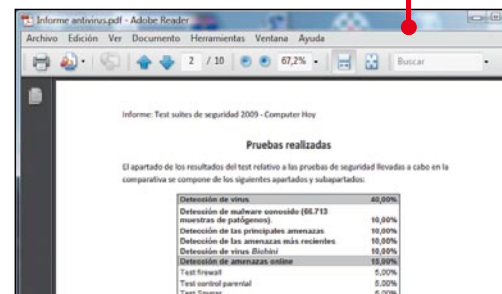 Informe antivirus.pdf - Adobe Reader
Archivo Edición Ver Documento Herramientas Ventana Ayuda
2 / 10 67,2% Buscar
Informe: Test suites de seguridad 2009 - Computer Hoy
Pruebas realizadas
El apartado de los resultados del test relativo a las pruebas de seguridad llevadas a cabo en la
comparativa se compone de los siguientes apartados y subapartados:
Detección de virus 40,00%
Detección de malware conocido (66.713
muestras de patógenos). 10,00%
Detección de las principales amenazas 10,00%
Detección de las amenazas más recientes 10,00%
Detección de virus 10,00%
Detección de amenazas online 15,00%
Test firewall 5,00%
Test control parental 5,00%
Test 5,00%